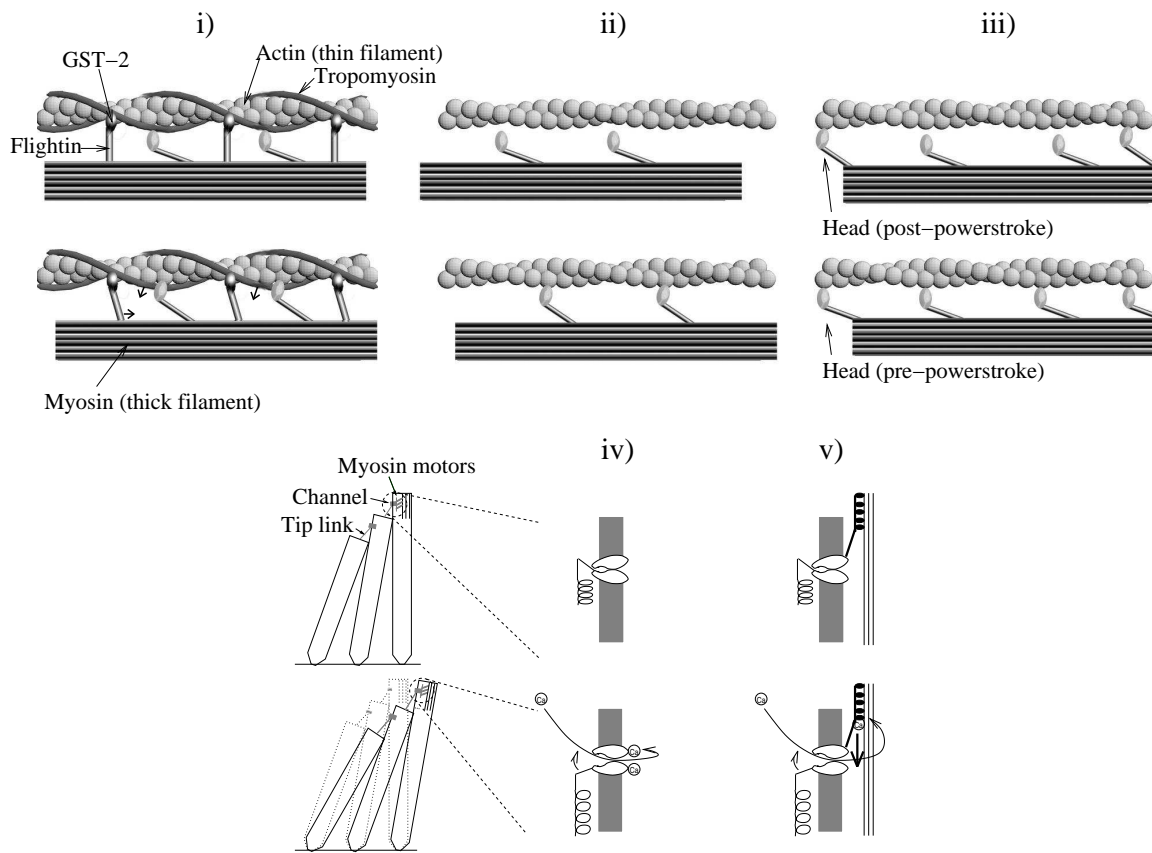 i)
ii)
iii)
GST−2
Actin (thin filament)
Tropomyosin
Flightin
Head (post−powerstroke)
Myosin (thick filament)
Head (pre−powerstroke)
iv)
v)
Myosin motors
Channel
Tip link
Ca
Ca
Ca
Ca
Ca